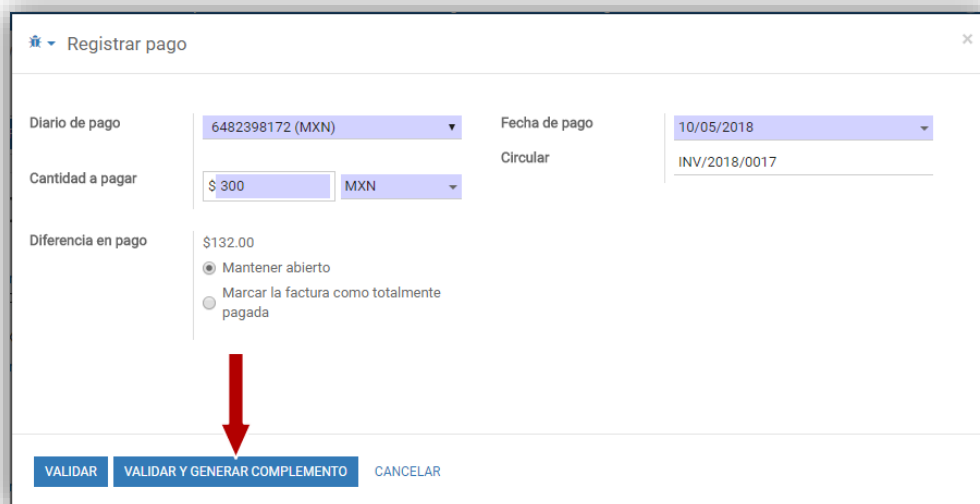 Registrar pago
×
Diario de pago 6482398172 (MXN) Fecha de pago 10/05/2018
Circular INV/2018/0017
Cantidad a pagar $ 300 MXN
Diferencia en pago $132.00
Mantener abierto
Marcar la factura como totalmente
pagada
VALIDAR VALIDAR Y GENERAR COMPLEMENTO CANCELAR